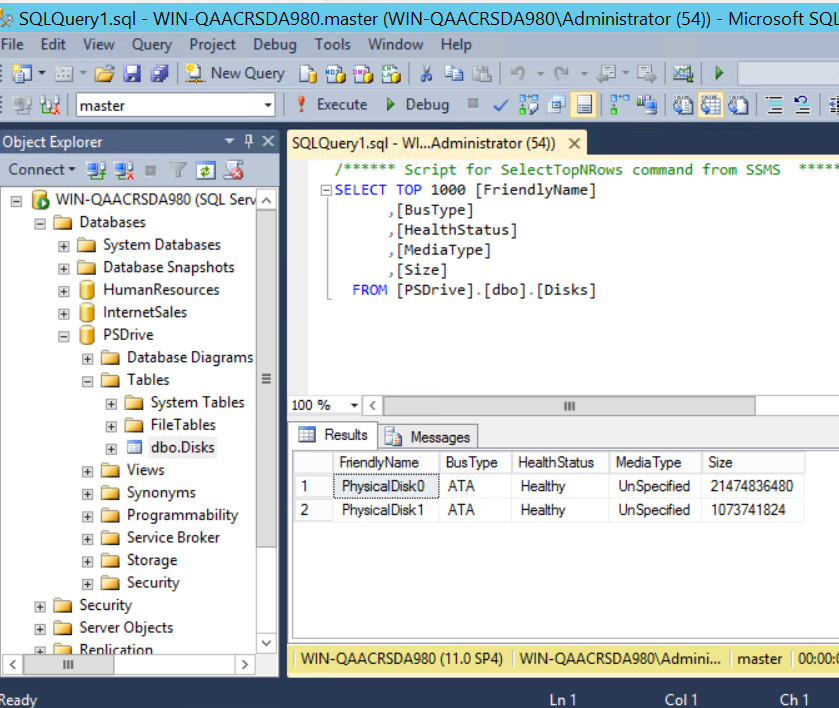 SQLQuery1.sql - WIN-QAACRSDA980.master (WIN-QAACRSDA980\Administrator (54)) - Microsoft SQL
File Edit View Query Project Debug Tools Window Help
New Query
master Execute Debug
Object Explorer
Connect
WIN-QAACRSDA980 (SQL Serv
Databases
System Databases
Database Snapshots
HumanResources
InternetSales
PSDrive
Database Diagrams
Tables
System Tables
FileTables
dbo.Disks
Views
Synonyms
Programmability
Service Broker
Storage
Security
Security
Server Objects
Replication
SQLQuery1.sql - WI...Administrator (54))
/****** Script for SelectTopNRows command from SSMS *****
SELECT TOP 1000 [FriendlyName]
,[BusType]
,[HealthStatus]
,[MediaType]
,[Size]
FROM [PSDrive].[dbo].[Disks]
100 %
Results Messages
FriendlyName BusType HealthStatus MediaType Size
1 PhysicalDisk0 ATA Healthy UnSpecified 21474836480
2 PhysicalDisk1 ATA Healthy UnSpecified 1073741824
WIN-QAACRSDA980 (11.0 SP4) WIN-QAACRSDA980\Admini... master 00:00:0
Ready Ln 1 Col 1 Ch 1